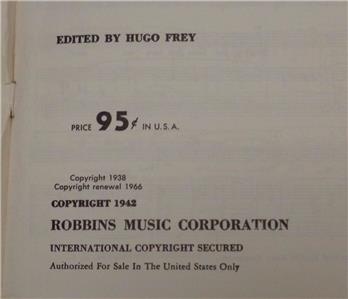 EDITED BY HUGO FREY
PRICE 95¢ IN U.S.A.
Copyright 1938
Copyright renewal 1966
COPYRIGHT 1942
ROBBINS MUSIC CORPORATION
INTERNATIONAL COPYRIGHT SECURED
Authorized For Sale In The United States Only